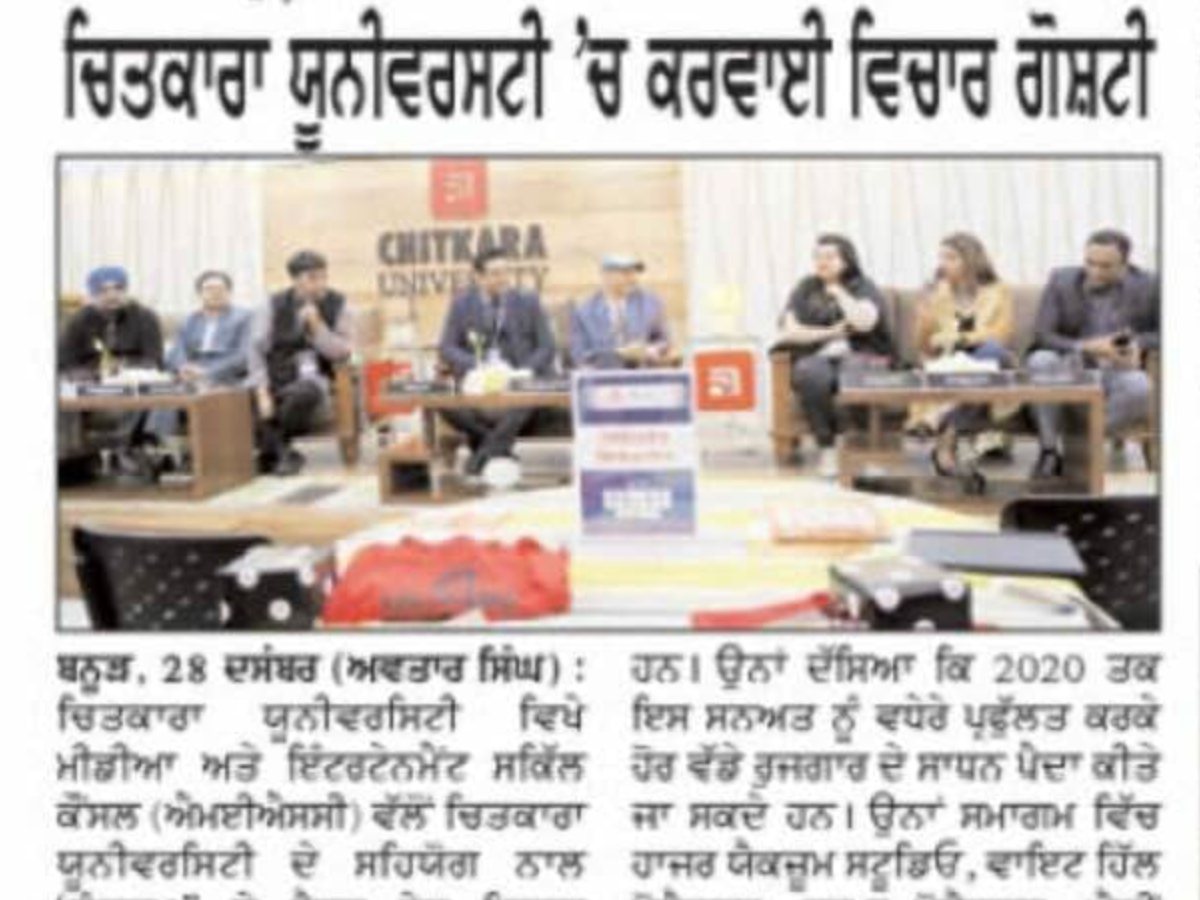 ਚਿਤਕਾਰਾ ਯੂਨੀਵਰਸਟੀ 'ਚ ਕਰਵਾਈ ਵਿਚਾਰ ਗੌਸ਼ਟੀ
CHITKARA
UNIVERSITY
ਬਨੂੜ, 28 ਦਸੰਬਰ (ਅਵਤਾਰ ਸਿੰਘ) :
ਚਿਤਕਾਰਾ ਯੂਨੀਵਰਸਿਟੀ ਵਿਖੇ
ਮੀਡੀਆ ਅਤੇ ਇੰਟਰਟੇਨਮੈਂਟ ਸਕਿੱਲ
ਕੌਂਸਲ (ਐਮਈਐਸਸੀ) ਵੱਲੋਂ ਚਿਤਕਾਰਾ
ਯੂਨੀਵਰਸਿਟੀ ਦੇ ਸਹਿਯੋਗ ਨਾਲ
ਹਨ। ਉਨਾਂ ਦੱਸਿਆ ਕਿ 2020 ਤਕ
ਇਸ ਸਨਅਤ ਨੂੰ ਵਧੇਰੇ ਪ੍ਰਫੁੱਲਤ ਕਰਕੇ
ਹੋਰ ਵੱਡੇ ਰੁਜਗਾਰ ਦੇ ਸਾਧਨ ਪੈਦਾ ਕੀਤੇ
ਜਾ ਸਕਦੇ ਹਨ। ਉਨਾਂ ਸਮਾਗਮ ਵਿੱਚ
ਹਾਜਰ ਯੈਕਜੂਮ ਸਟੂਡਿਓ, ਵਾਇਟ ਹਿੱਲ